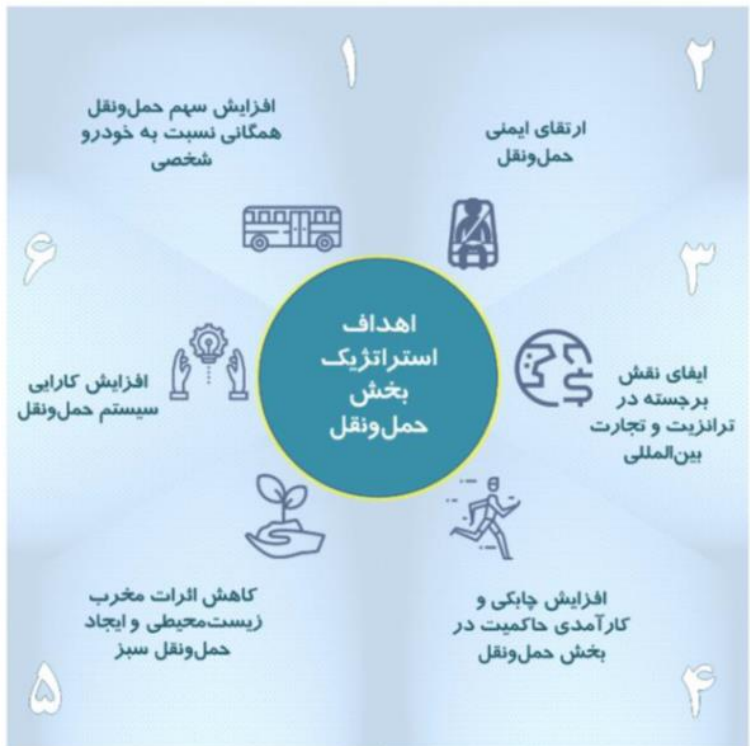 اهداف
استراتژیک
بخش
حمل‌ونقل
۱
افزایش سهم حمل‌ونقل
همگانی نسبت به خودرو
شخصی
۲
ارتقای ایمنی
حمل‌ونقل
۳
ایفای نقش
برجسته در
ترانزیت و تجارت
بین‌المللی
۴
افزایش چابکی و
کارآمدی حاکمیت در
بخش حمل‌ونقل
۵
کاهش اثرات مخرب
زیست‌محیطی و ایجاد
حمل‌ونقل سبز
۶
افزایش کارایی
سیستم حمل‌ونقل